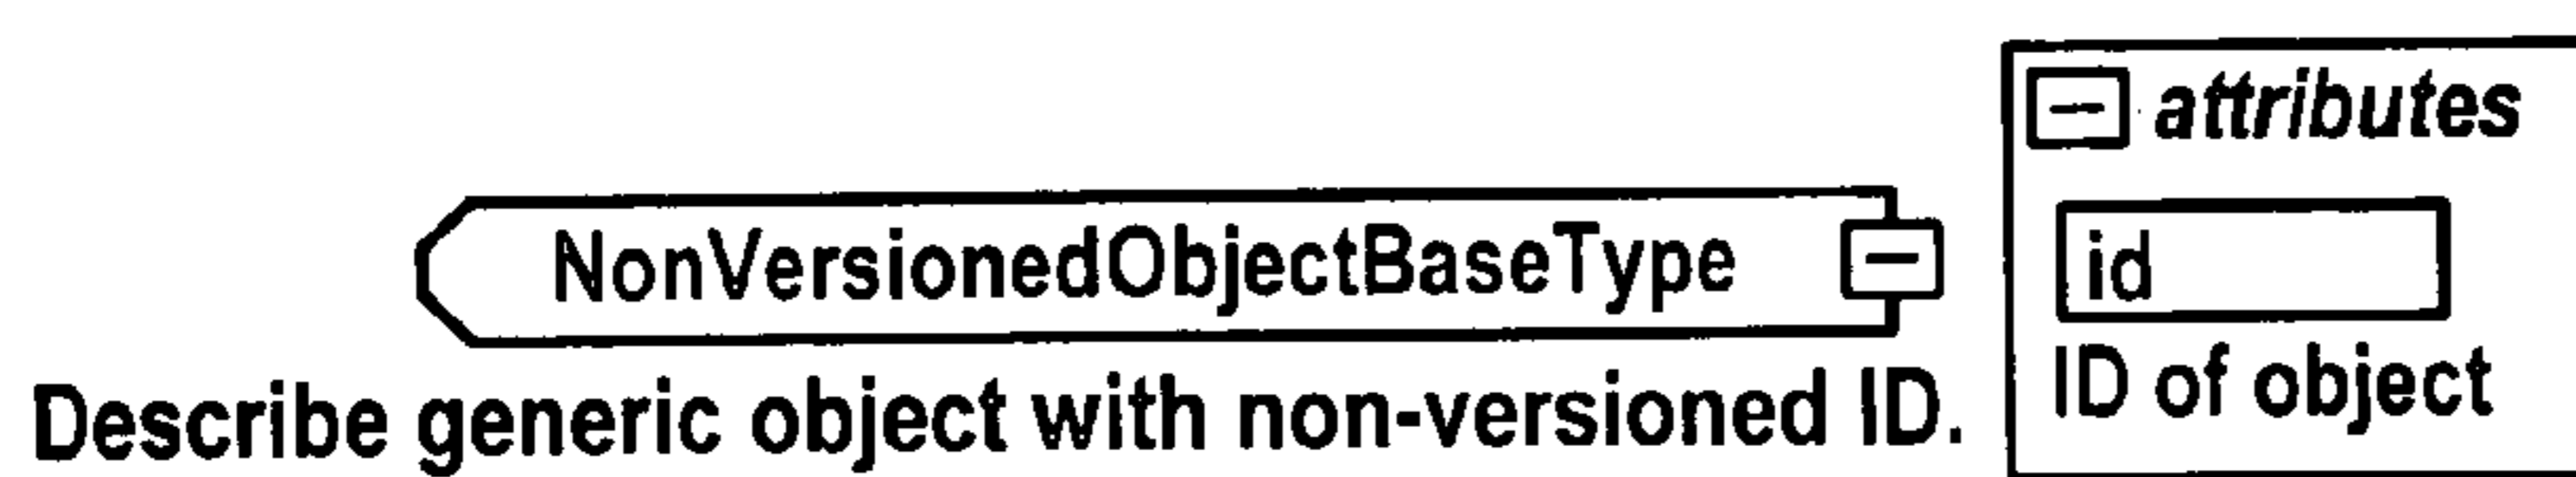 attributes
NonVersionedObjectBaseType
id
Describe generic object with non-versioned ID.
ID of object